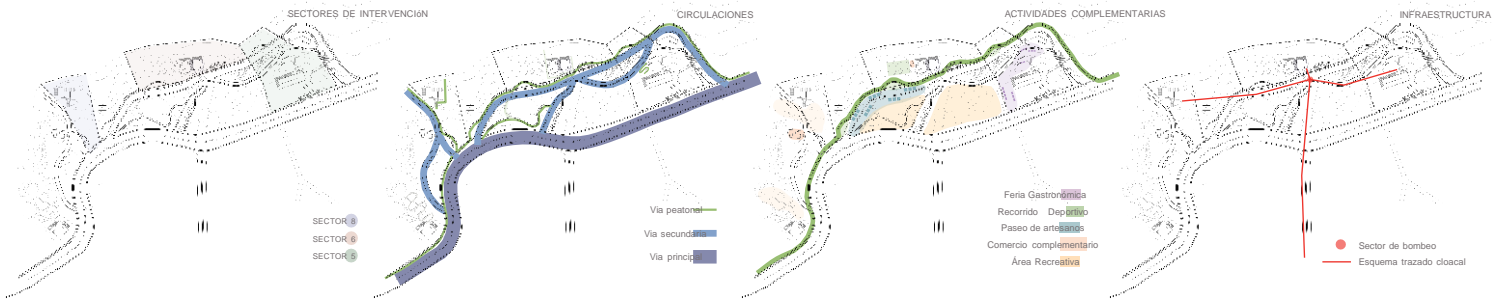 SECTORES DE INTERVENCIóN
SECTOR 8
SECTOR 6
SECTOR 5
CIRCULACIONES
Via peatonal
Via secundaria
Via principal
ACTIVIDADES COMPLEMENTARIAS
Feria Gastronómica
Recorrido Deportivo
Paseo de artesanos
Comercio complementario
Área Recreativa
INFRAESTRUCTURA
Sector de bombeo
Esquema trazado cloacal